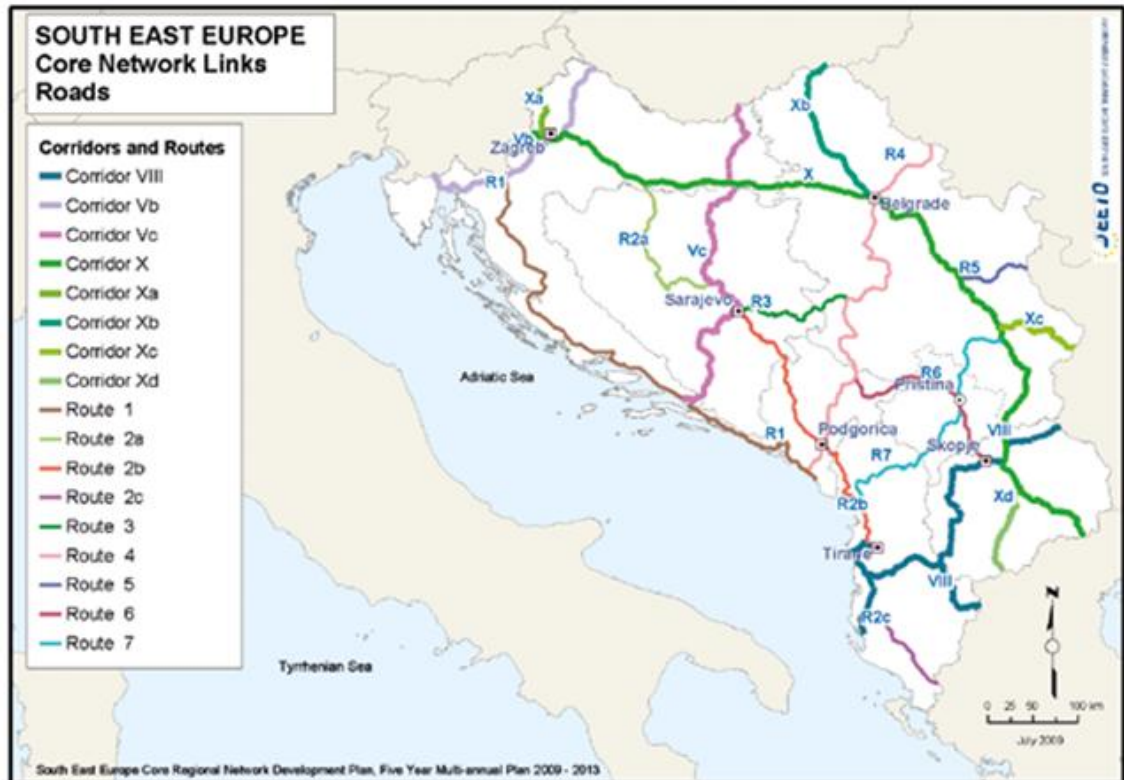 SOUTH EAST EUROPE
Core Network Links
Roads
Corridors and Routes
Corridor VIII
Corridor Vb
Corridor Vc
Corridor X
Corridor Xa
Corridor Xb
Corridor Xc
Corridor Xd
Route 1
Route 2a
Route 2b
Route 2c
Route 3
Route 4
Route 5
Route 6
Route 7
Xa
Vb
Zagreb
R1
Xb
R4
X
Belgrade
R2a
Vc
R5
Sarajevo
R3
Xc
Adriatic Sea
R6
Pristina
R1
Podgorica
VIII
Skopje
R7
Xd
R2b
Tirane
VIII
R2c
Tyrrhenian Sea
0 25 50 100 km
July 2009
South East Europe Core Regional Network Development Plan, Five Year Multi-annual Plan 2009 - 2013
SEETO